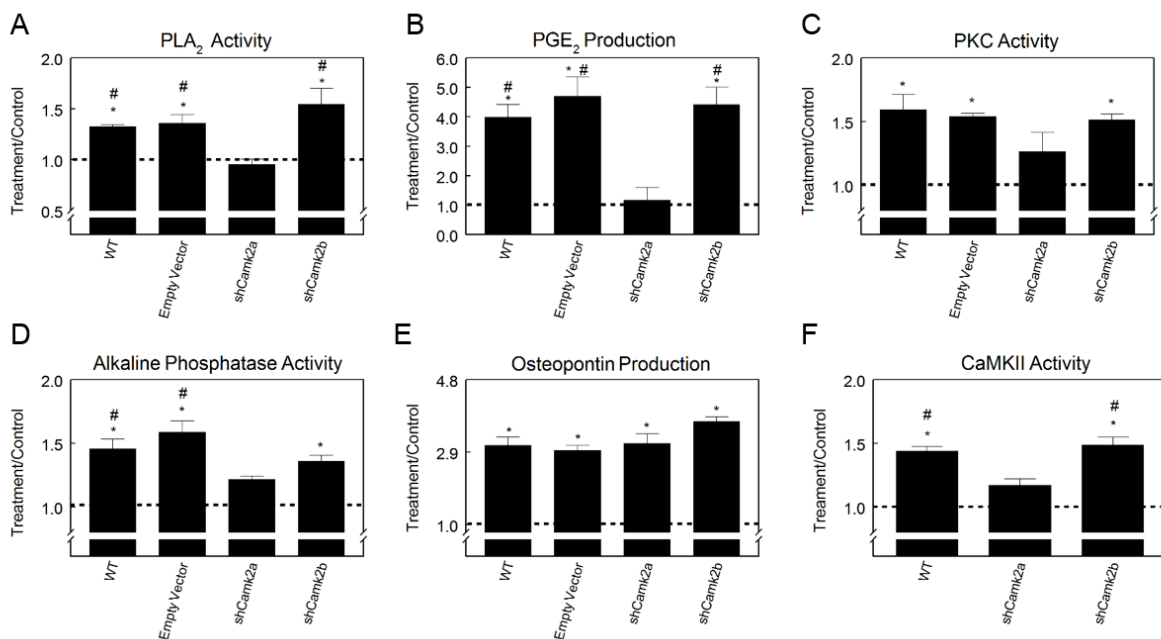 A
PLA₂ Activity
Treatment/Control
2.0
1.5
1.0
0.5
# * # * # *
WT
Empty Vector
shCamk2a
shCamk2b
B
PGE₂ Production
Treatment/Control
6.0
5.0
4.0
3.0
2.0
1.0
0.0
# * * # # *
WT
Empty Vector
shCamk2a
shCamk2b
C
PKC Activity
Treatment/Control
2.0
1.5
1.0
* * *
WT
Empty Vector
shCamk2a
shCamk2b
D
Alkaline Phosphatase Activity
Treatment/Control
2.0
1.5
1.0
# * # * *
WT
Empty Vector
shCamk2a
shCamk2b
E
Osteopontin Production
Treatment/Control
4.8
2.9
1.0
* * * *
WT
Empty Vector
shCamk2a
shCamk2b
F
CaMKII Activity
Treament/Control
2.0
1.5
1.0
# * # *
WT
shCamk2a
shCamk2b